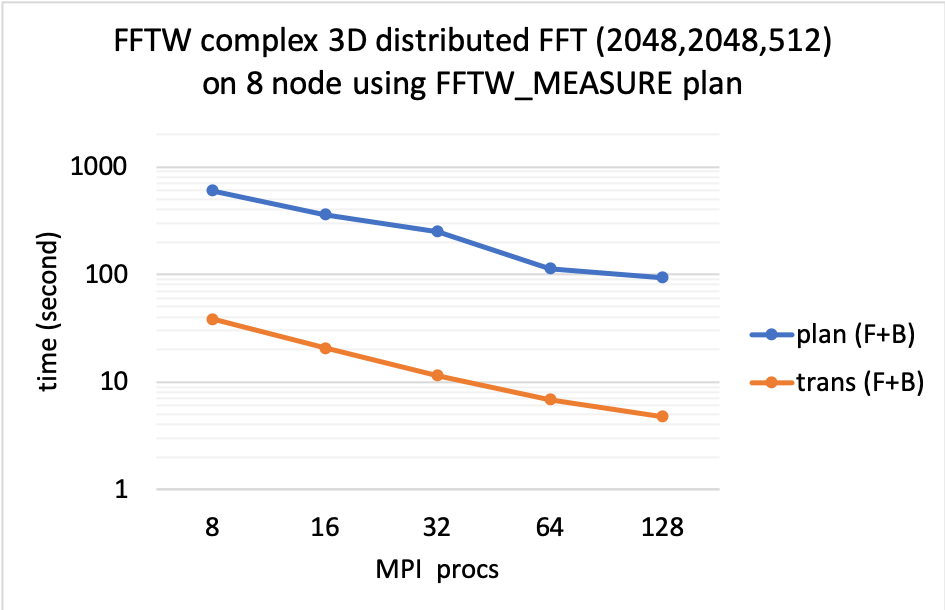 FFTW complex 3D distributed FFT (2048,2048,512)
on 8 node using FFTW_MEASURE plan
1000
100
10
1
time (second)
8 16 32 64 128
MPI procs
plan (F+B)
trans (F+B)